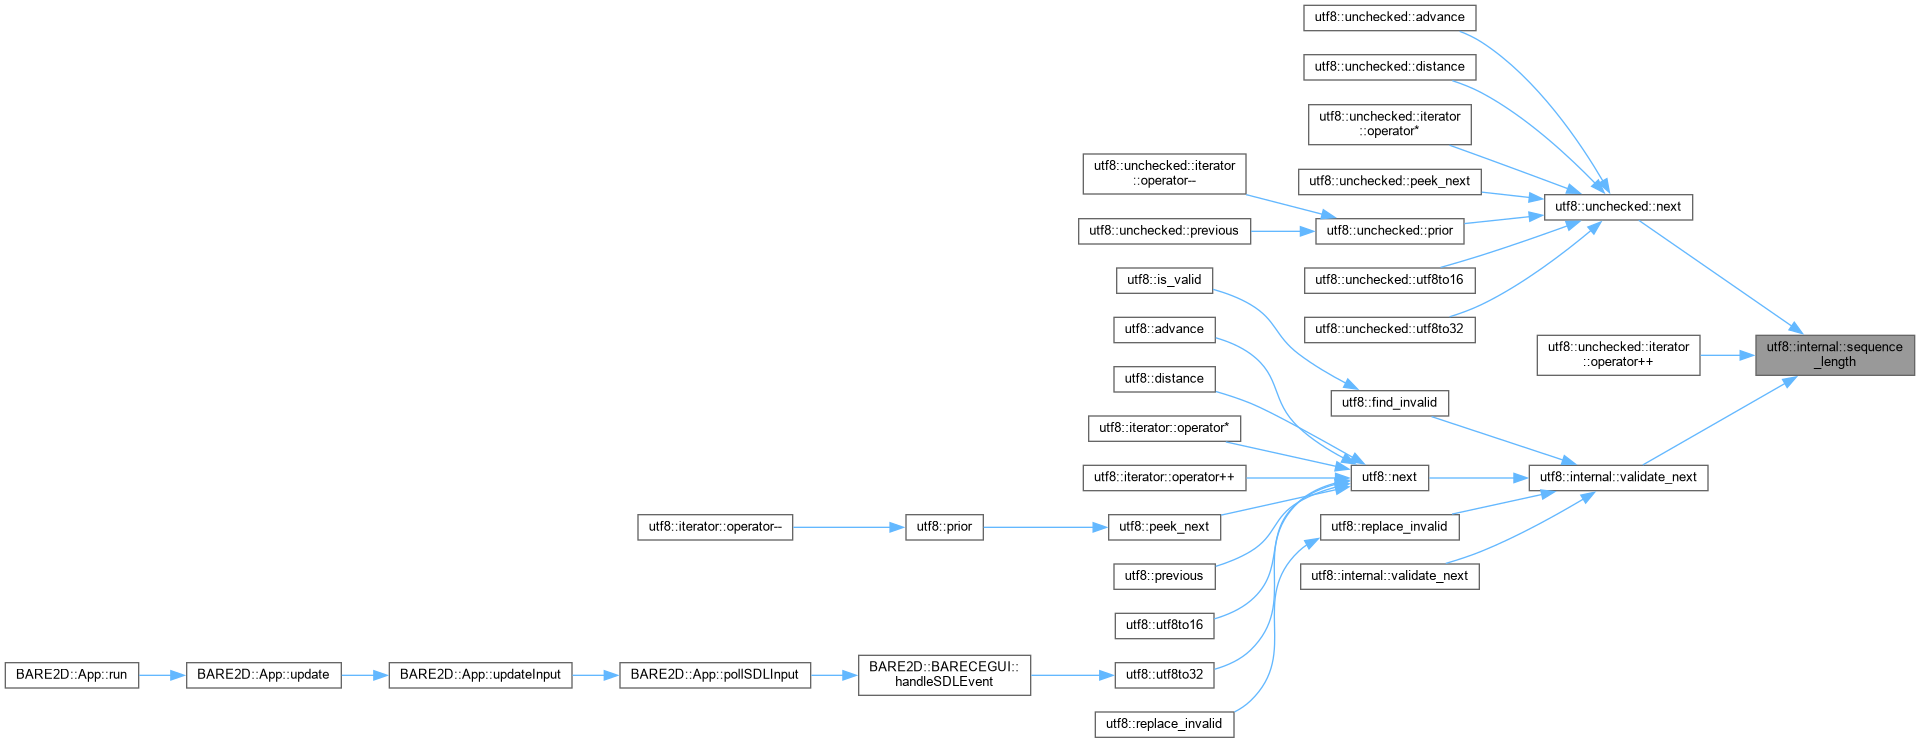 utf8::unchecked::advance
utf8::unchecked::distance
utf8::unchecked::iterator
::operator*
utf8::unchecked::iterator
::operator--
utf8::unchecked::peek_next
utf8::unchecked::next
utf8::unchecked::previous
utf8::unchecked::prior
utf8::is_valid
utf8::unchecked::utf8to16
utf8::advance
utf8::unchecked::utf8to32
utf8::unchecked::iterator
::operator++
utf8::internal::sequence
_length
utf8::distance
utf8::find_invalid
utf8::iterator::operator*
utf8::iterator::operator++
utf8::next
utf8::internal::validate_next
utf8::iterator::operator--
utf8::prior
utf8::peek_next
utf8::replace_invalid
utf8::previous
utf8::internal::validate_next
utf8::utf8to16
BARE2D::App::run
BARE2D::App::update
BARE2D::App::updateInput
BARE2D::App::pollSDLInput
BARE2D::BARECEGUI::
handleSDLEvent
utf8::utf8to32
utf8::replace_invalid